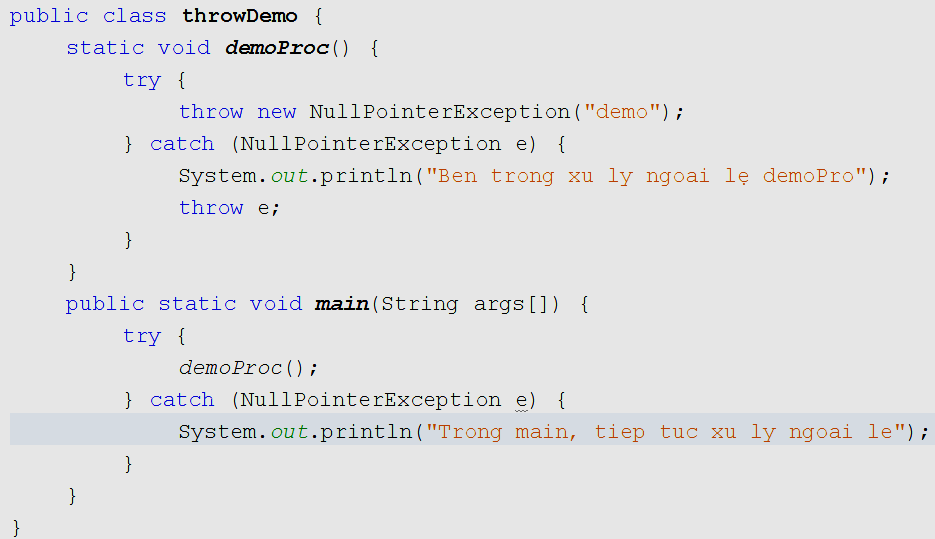 public class throwDemo {
    static void demoProc() {
        try {
            throw new NullPointerException("demo");
        } catch (NullPointerException e) {
            System.out.println("Ben trong xu ly ngoai lẹ demoPro");
            throw e;
        }
    }
    public static void main(String args[]) {
        try {
            demoProc();
        } catch (NullPointerException e) {
            System.out.println("Trong main, tiep tuc xu ly ngoai le");
        }
    }
}